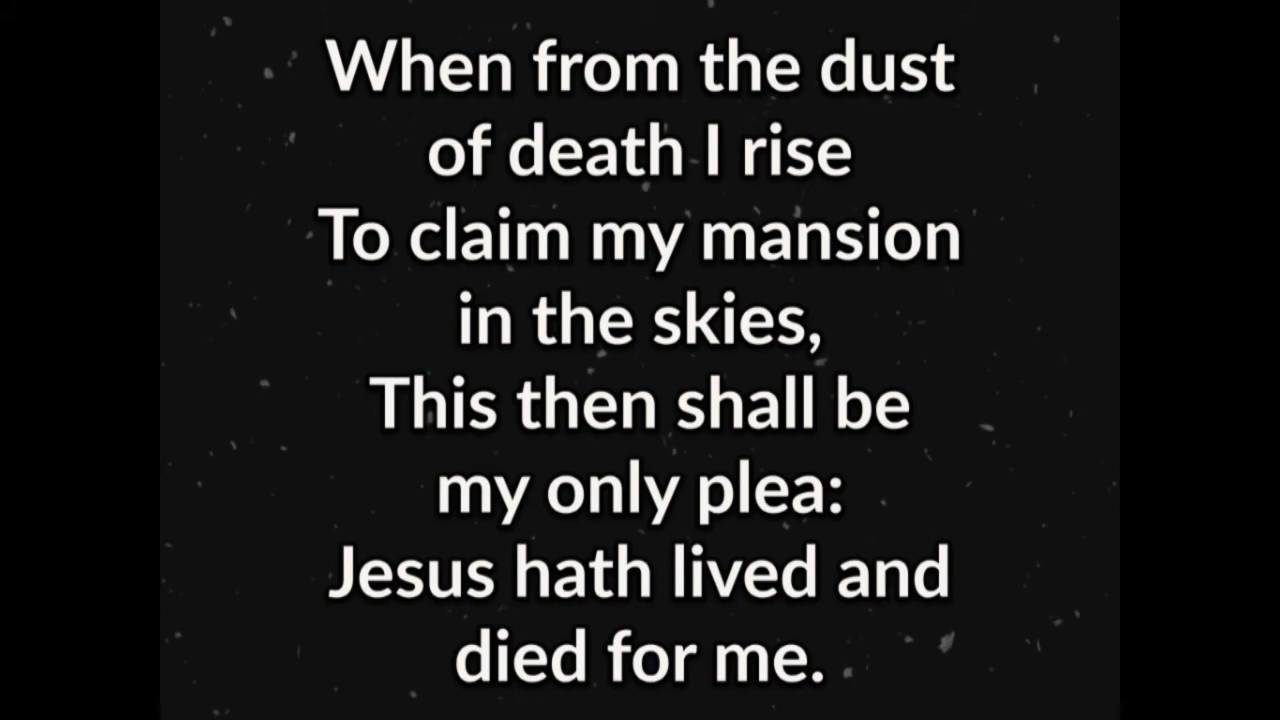 When from the dust
of death I rise
To claim my mansion
in the skies,
This then shall be
my only plea:
Jesus hath lived and
died for me.